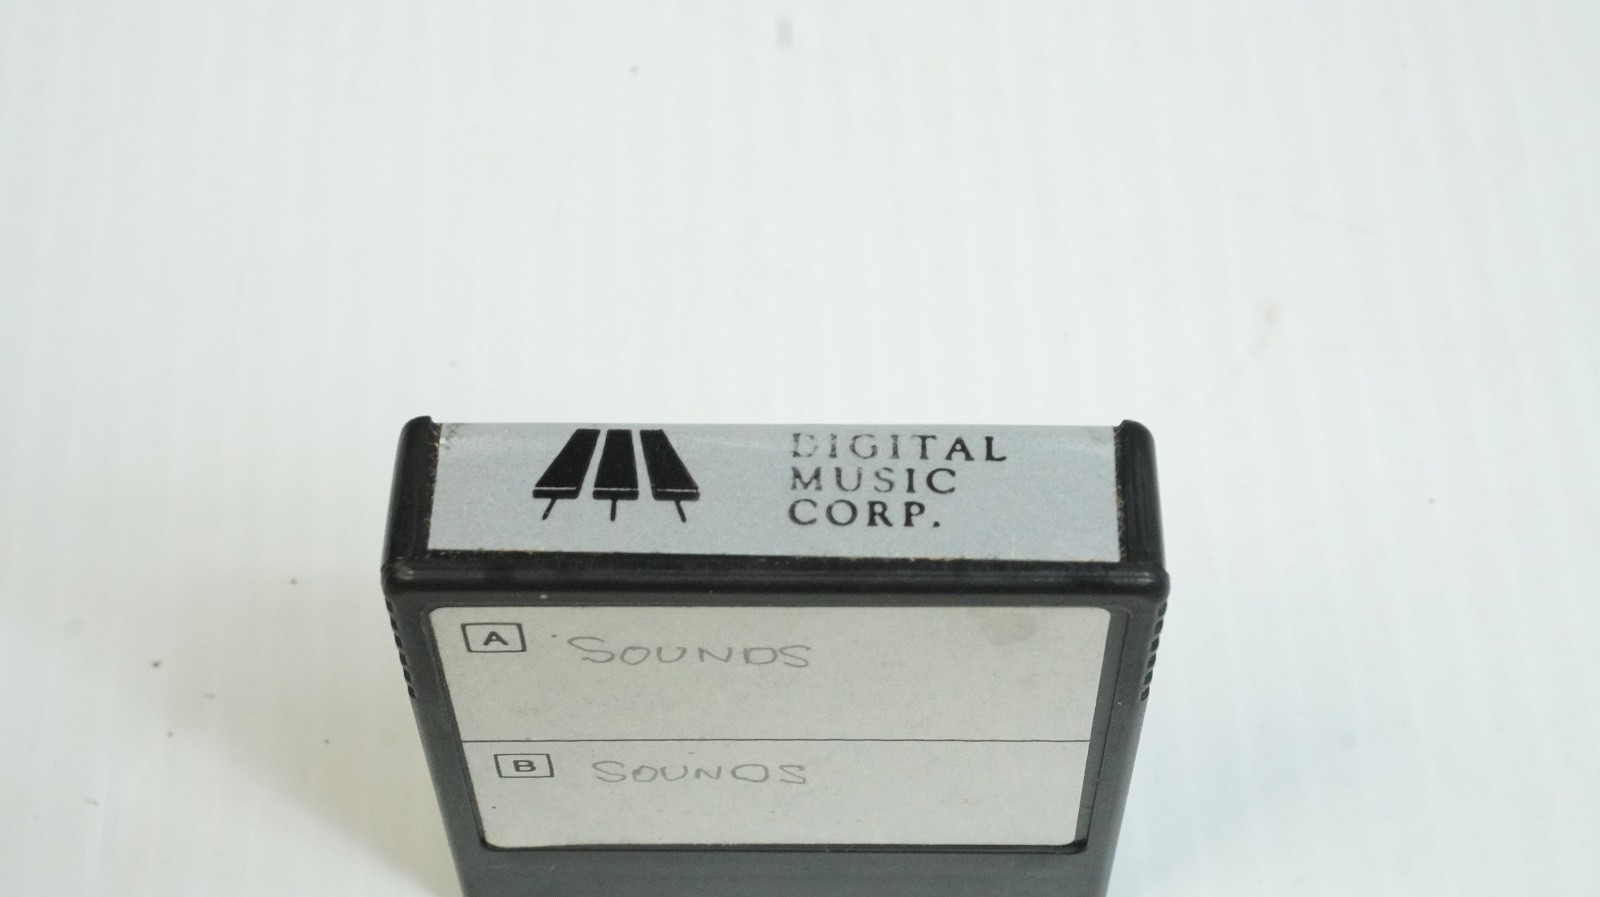 DIGITAL
MUSIC
CORP.
A SOUNDS
B SOUNDS